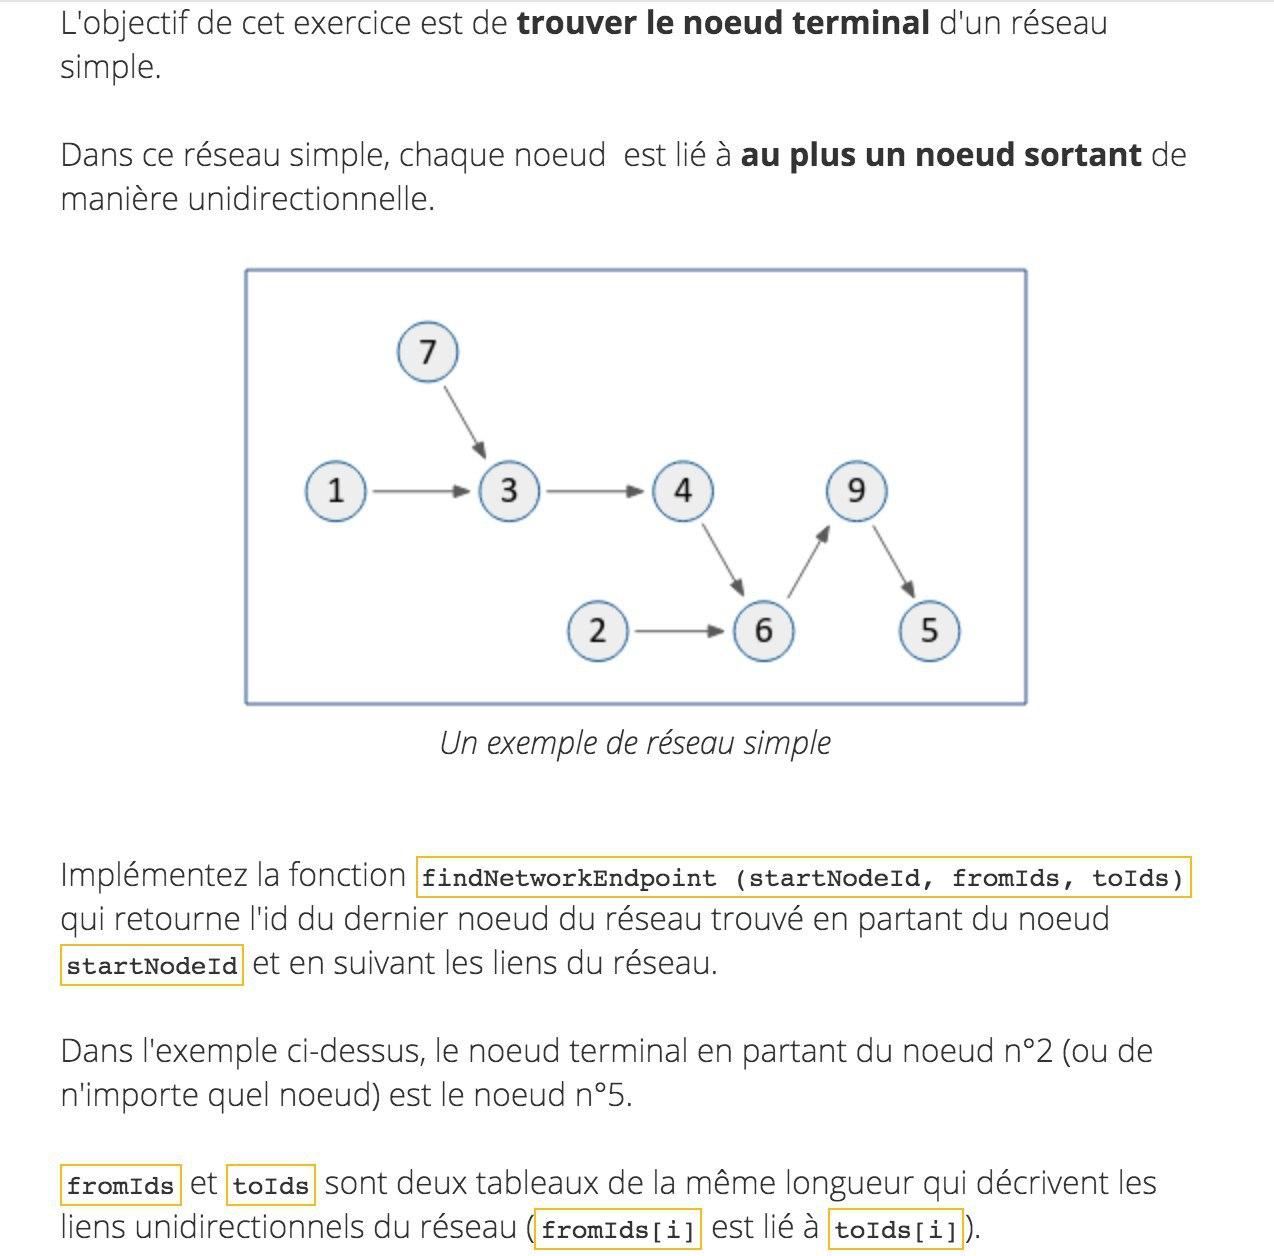 L'objectif de cet exercice est de trouver le noeud terminal d'un réseau
simple.
Dans ce réseau simple, chaque noeud est lié à au plus un noeud sortant de
manière unidirectionnelle.
7
1
3
4
9
2
6
5
Un exemple de réseau simple
Implémentez la fonction findNetworkEndpoint (startNodeId, fromIds, toIds)
qui retourne l'id du dernier noeud du réseau trouvé en partant du noeud
startNodeId et en suivant les liens du réseau.
Dans l'exemple ci-dessus, le noeud terminal en partant du noeud n°2 (ou de
n'importe quel noeud) est le noeud n°5.
fromIds et toIds sont deux tableaux de la même longueur qui décrivent les
liens unidirectionnels du réseau (fromIds[i] est lié à toIds[i]).